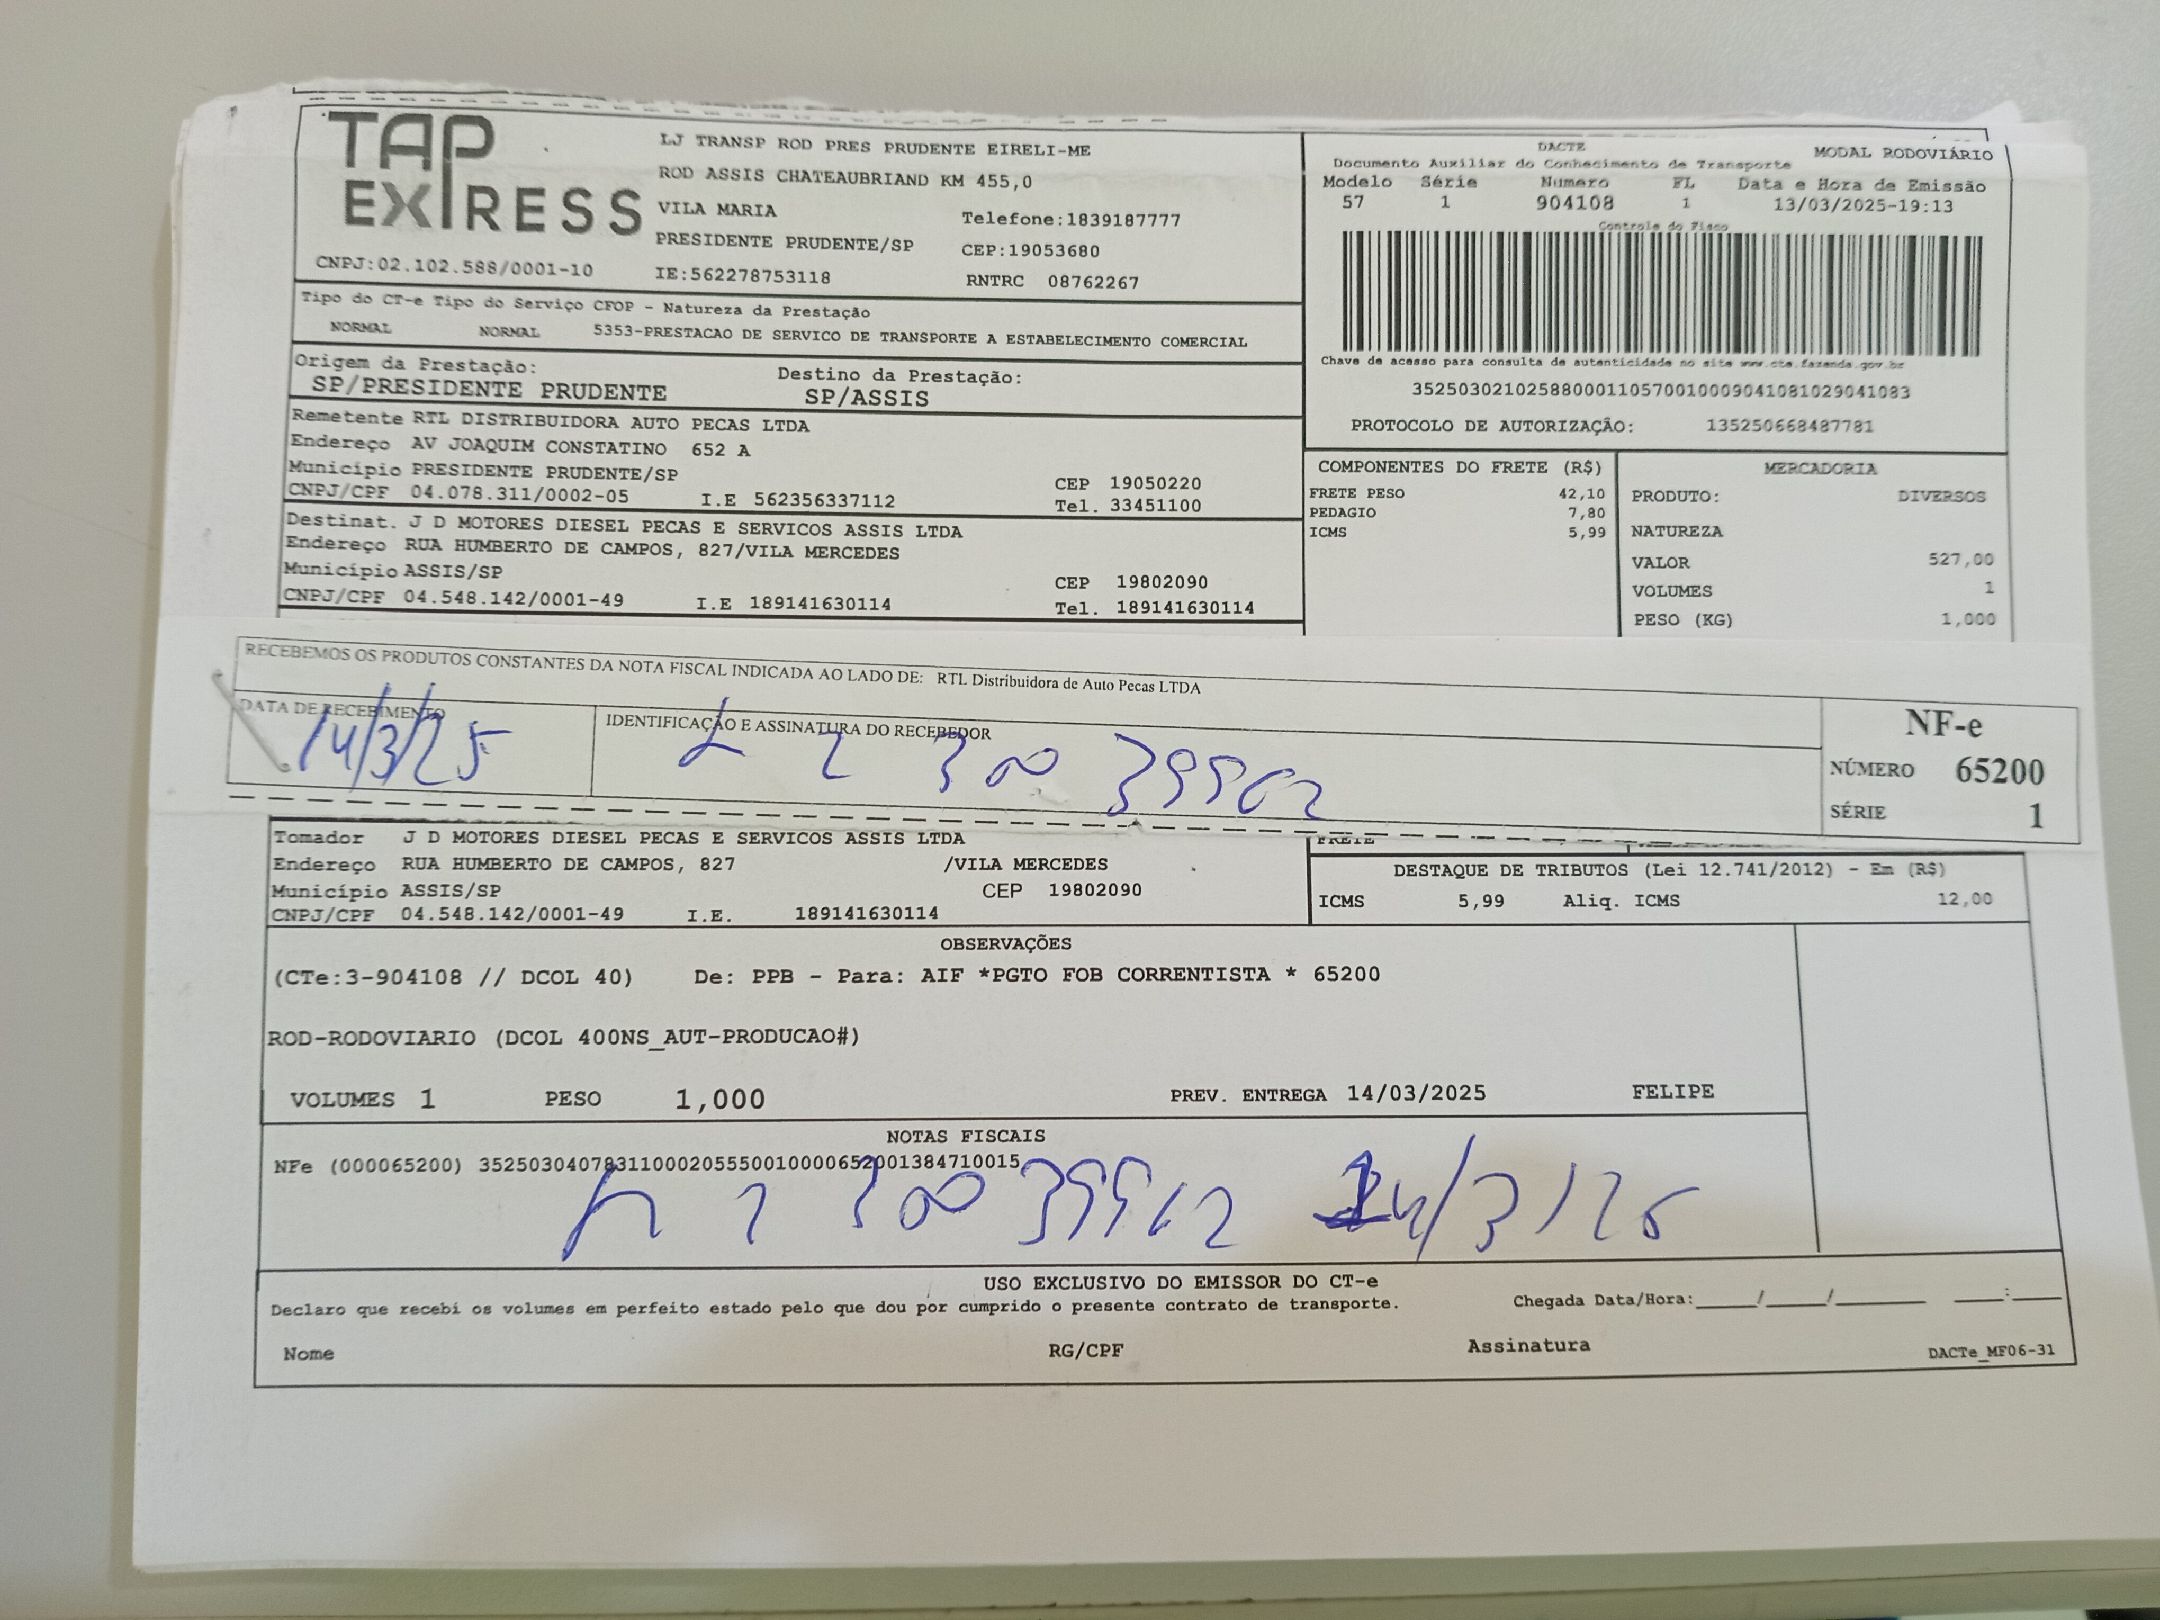 TAP EXPRESS
LJ TRANSP ROD PRES PRUDENTE EIRELI-ME
ROD ASSIS CHATEAUBRIAND KM 455,0
VILA MARIA Telefone:1839187777
PRESIDENTE PRUDENTE/SP CEP:19053680
CNPJ:02.102.588/0001-10 IE:562278753118 RNTRC 08762267
DACTE MODAL RODOVIÁRIO
Documento Auxiliar do Conhecimento de Transporte
Modelo Série Numero FL Data e Hora de Emissão
57 1 904108 1 13/03/2025-19:13
Controle do Fisco
Chave de acesso para consulta de autenticidade no site www.cte.fazenda.gov.br
35250302102588000110570010009041081029041083
PROTOCOLO DE AUTORIZAÇÃO: 135250668487781
Tipo do CT-e Tipo do Serviço CFOP - Natureza da Prestação
NORMAL NORMAL 5353-PRESTACAO DE SERVICO DE TRANSPORTE A ESTABELECIMENTO COMERCIAL
Origem da Prestação: Destino da Prestação:
SP/PRESIDENTE PRUDENTE SP/ASSIS
Remetente RTL DISTRIBUIDORA AUTO PECAS LTDA
Endereço AV JOAQUIM CONSTATINO 652 A
Município PRESIDENTE PRUDENTE/SP CEP 19050220
CNPJ/CPF 04.078.311/0002-05 I.E 562356337112 Tel. 33451100
Destinat. J D MOTORES DIESEL PECAS E SERVICOS ASSIS LTDA
Endereço RUA HUMBERTO DE CAMPOS, 827/VILA MERCEDES
Município ASSIS/SP CEP 19802090
CNPJ/CPF 04.548.142/0001-49 I.E 189141630114 Tel. 189141630114
COMPONENTES DO FRETE (R$)
FRETE PESO 42,10
PEDAGIO 7,80
ICMS 5,99
MERCADORIA
PRODUTO: DIVERSOS
NATUREZA
VALOR 527,00
VOLUMES 1
PESO (KG) 1,000
RECEBEMOS OS PRODUTOS CONSTANTES DA NOTA FISCAL INDICADA AO LADO DE: RTL Distribuidora de Auto Pecas LTDA
DATA DE RECEBIMENTO IDENTIFICAÇÃO E ASSINATURA DO RECEBEDOR
14/3/25
NF-e
NÚMERO 65200
SÉRIE 1
Tomador J D MOTORES DIESEL PECAS E SERVICOS ASSIS LTDA
Endereço RUA HUMBERTO DE CAMPOS, 827 /VILA MERCEDES
Município ASSIS/SP CEP 19802090
CNPJ/CPF 04.548.142/0001-49 I.E. 189141630114
FRETE
DESTAQUE DE TRIBUTOS (Lei 12.741/2012) - Em (R$)
ICMS 5,99 Aliq. ICMS 12,00
OBSERVAÇÕES
(CTe:3-904108 // DCOL 40) De: PPB - Para: AIF *PGTO FOB CORRENTISTA * 65200
ROD-RODOVIARIO (DCOL 400NS_AUT-PRODUCAO#)
VOLUMES 1 PESO 1,000 PREV. ENTREGA 14/03/2025 FELIPE
NOTAS FISCAIS
NFe (000065200) 35250304078311000205550010000652001384710015
14/3/25
USO EXCLUSIVO DO EMISSOR DO CT-e
Declaro que recebi os volumes em perfeito estado pelo que dou por cumprido o presente contrato de transporte. Chegada Data/Hora:____/____/______ ____:____
Nome RG/CPF Assinatura DACTe_MF06-31